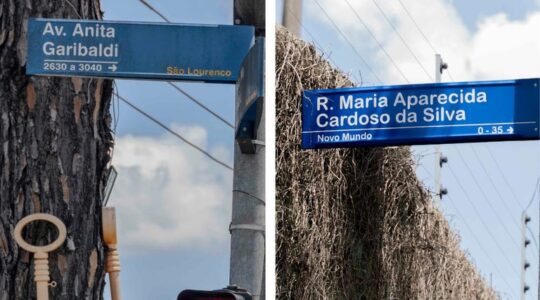 Av. Anita
Garibaldi
2630 a 3040 →
São Lourenço
R. Maria Aparecida
Cardoso da Silva
Novo Mundo
0 - 35 →